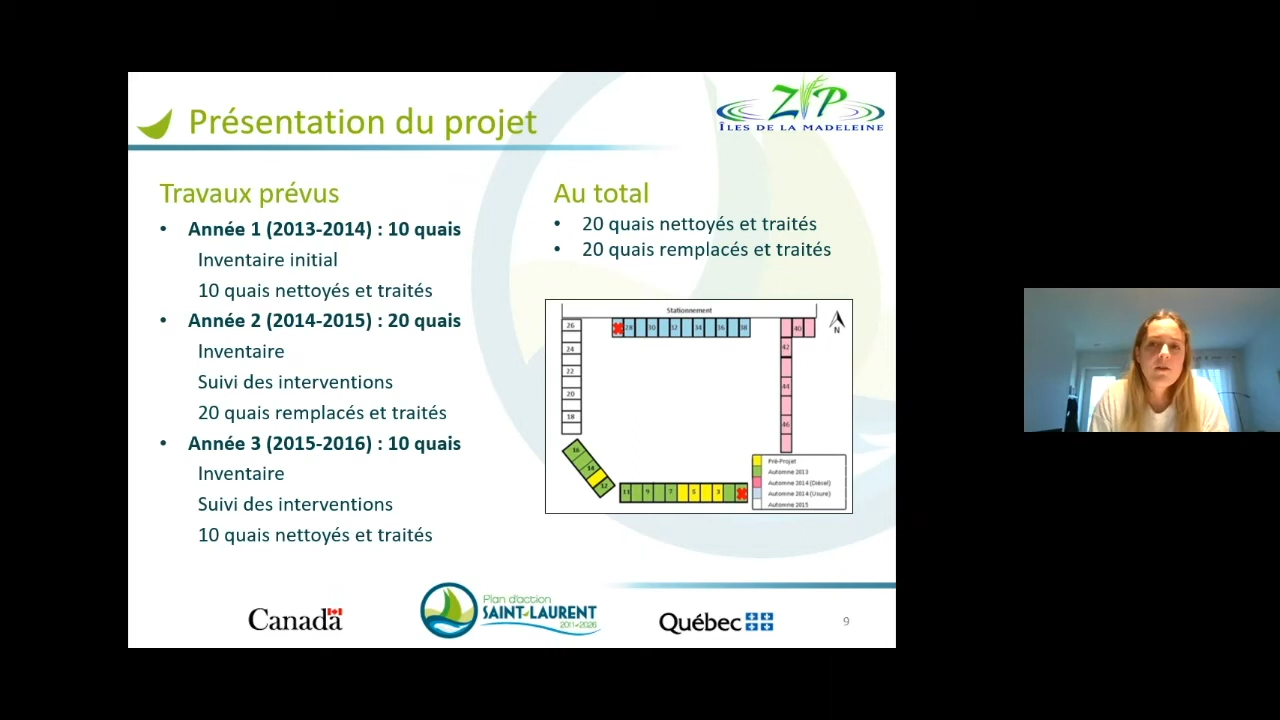 Présentation du projet
ZIP
ÎLES DE LA MADELEINE
Travaux prévus
• Année 1 (2013-2014) : 10 quais
Inventaire initial
10 quais nettoyés et traités
• Année 2 (2014-2015) : 20 quais
Inventaire
Suivi des interventions
20 quais remplacés et traités
• Année 3 (2015-2016) : 10 quais
Inventaire
Suivi des interventions
10 quais nettoyés et traités
Au total
• 20 quais nettoyés et traités
• 20 quais remplacés et traités
Stationnement
26
24
22
20
18
28 30 32 34 36 38
40
42
44
46
N
16
14
12
11 9 7 5 3
Pré-Projet
Automne 2013
Automne 2014 (Diésel)
Automne 2014 (Usure)
Automne 2015
Canada
Plan d'action
SAINT-LAURENT
2011-2026
Québec
9